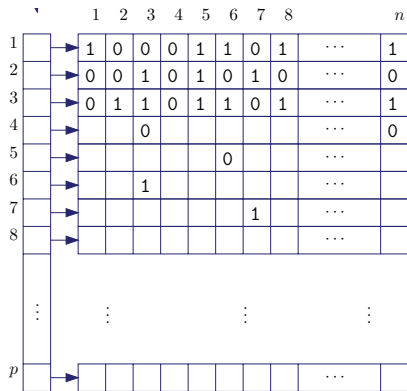 1 2 3 4 5 6 7 8 n
1 1 0 0 0 1 1 0 1 ⋯ 1
2 0 0 1 0 1 0 1 0 ⋯ 0
3 0 1 1 0 1 1 0 1 ⋯ 1
4 0 ⋯ 0
5 0 ⋯
6 1 ⋯
7 1 ⋯
8 ⋯
⋮ ⋮ ⋮ ⋮
p ⋯